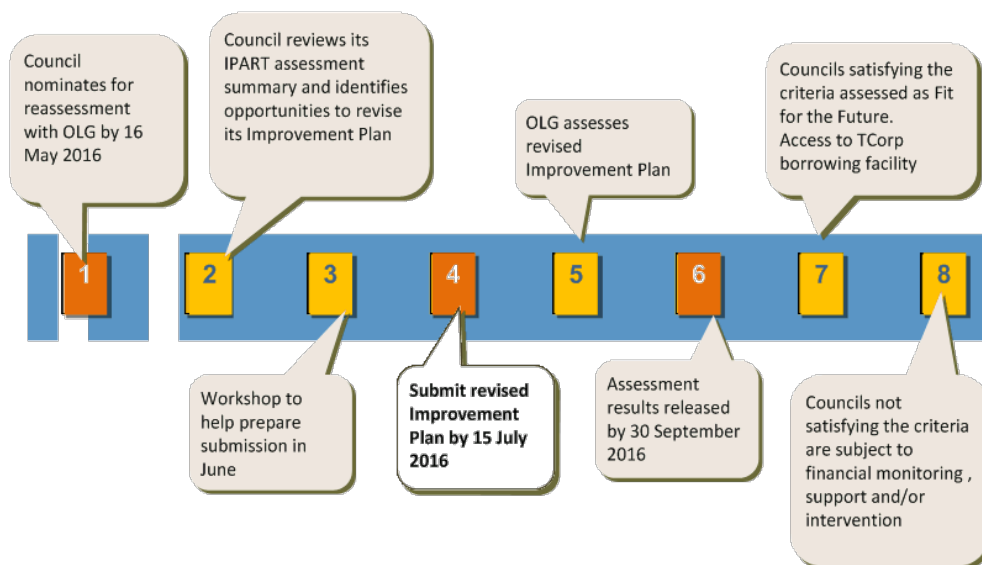 Council
nominates for
reassessment
with OLG by 16
May 2016
Council reviews its
IPART assessment
summary and identifies
opportunities to revise
its Improvement Plan
OLG assesses
revised
Improvement Plan
Councils satisfying the
criteria assessed as Fit
for the Future.
Access to TCorp
borrowing facility
1
2
3
4
5
6
7
8
Workshop to
help prepare
submission in
June
Submit revised
Improvement
Plan by 15 July
2016
Assessment
results released
by 30 September
2016
Councils not
satisfying the criteria
are subject to
financial monitoring ,
support and/or
intervention